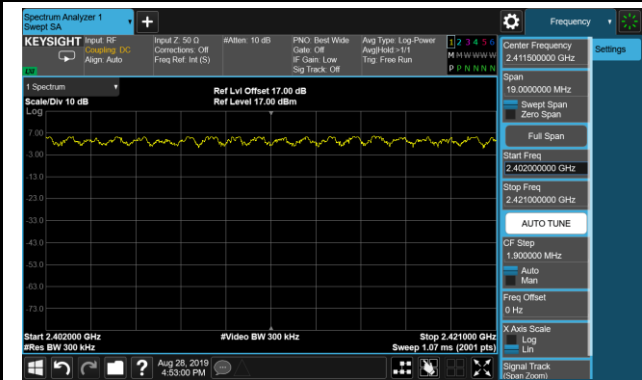 Spectrum Analyzer 1
Swept SA
Frequency
KEYSIGHT
Input: RF
Coupling: DC
Align: Auto
Input Z: 50 Ω
Corrections: Off
Freq Ref: Int (S)
#Atten: 10 dB
PNO: Best Wide
Gate: Off
IF Gain: Low
Sig Track: Off
Avg Type: Log-Power
Avg|Hold:>1/1
Trig: Free Run
1 2 3 4 5 6
M M W W W W
P P N N N N
LV
1 Spectrum
Scale/Div 10 dB
Ref Lvl Offset 17.00 dB
Ref Level 17.00 dBm
Log
7.00
-3.00
-13.0
-23.0
-33.0
-43.0
-53.0
-63.0
-73.0
Start 2.402000 GHz
#Res BW 300 kHz
#Video BW 300 kHz
Stop 2.421000 GHz
Sweep 1.07 ms (2001 pts)
Aug 28, 2019
4:53:00 PM
Center Frequency
2.411500000 GHz
Settings
Span
19.0000000 MHz
Swept Span
Zero Span
Full Span
Start Freq
2.402000000 GHz
Stop Freq
2.421000000 GHz
AUTO TUNE
CF Step
1.900000 MHz
Auto
Man
Freq Offset
0 Hz
X Axis Scale
Log
Lin
Signal Track
(Span Zoom)